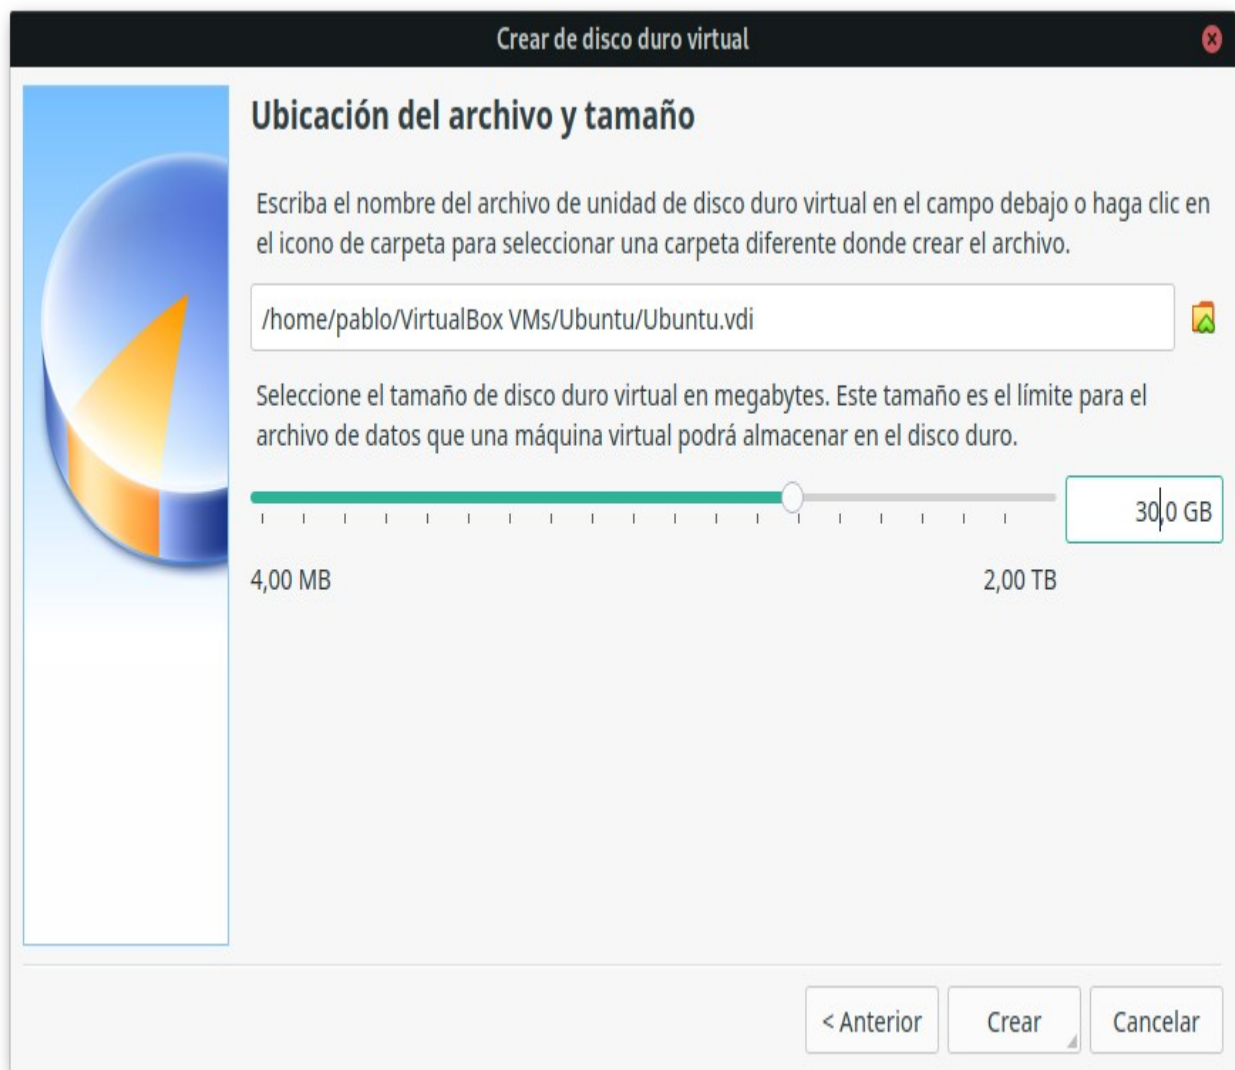 Crear de disco duro virtual
Ubicación del archivo y tamaño
Escriba el nombre del archivo de unidad de disco duro virtual en el campo debajo o haga clic en
el icono de carpeta para seleccionar una carpeta diferente donde crear el archivo.
/home/pablo/VirtualBox VMs/Ubuntu/Ubuntu.vdi
Seleccione el tamaño de disco duro virtual en megabytes. Este tamaño es el límite para el
archivo de datos que una máquina virtual podrá almacenar en el disco duro.
30,0 GB
4,00 MB 2,00 TB
< Anterior Crear Cancelar